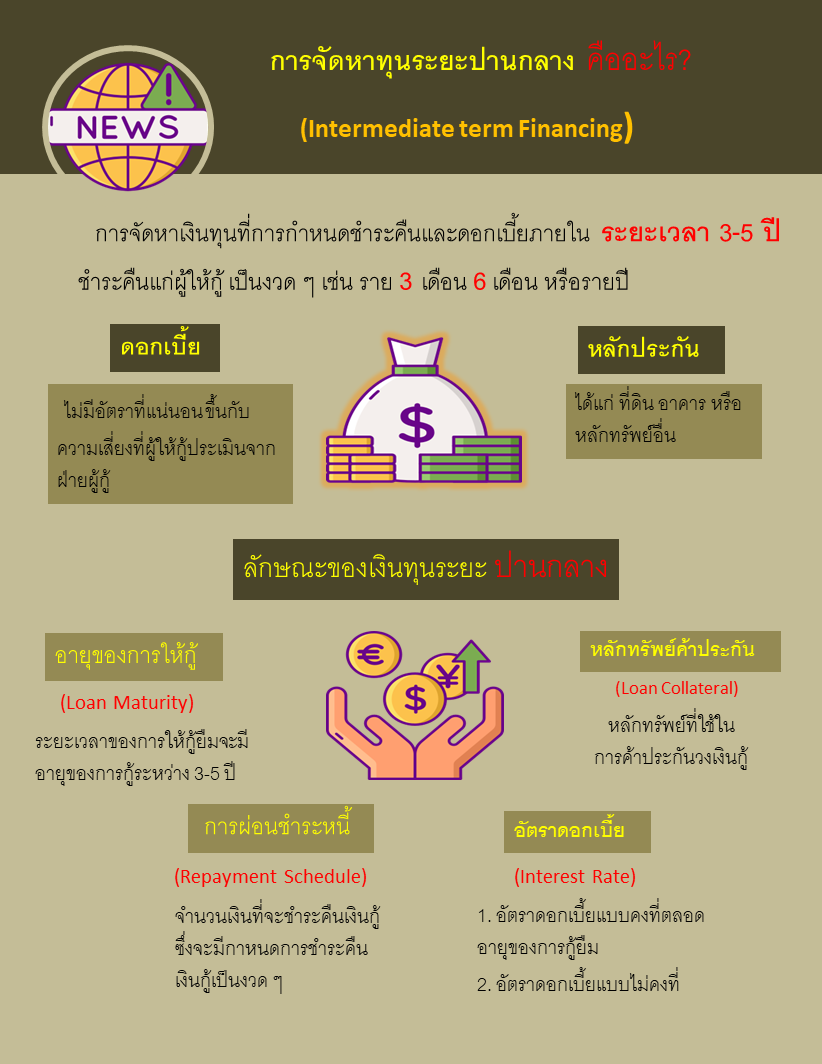 การจัดหาทุนระยะปานกลาง คืออะไร?
(Intermediate term Financing)
NEWS
การจัดหาเงินทุนที่การกำหนดชำระคืนและดอกเบี้ยภายใน ระยะเวลา 3-5 ปี
ชำระคืนแก่ผู้ให้กู้ เป็นงวด ๆ เช่น ราย 3 เดือน 6 เดือน หรือรายปี
ดอกเบี้ย
ไม่มีอัตราที่แน่นอนขึ้นกับ
ความเสี่ยงที่ผู้ให้กู้ประเมินจาก
ฝ่ายผู้กู้
$
หลักประกัน
ได้แก่ ที่ดิน อาคาร หรือ
หลักทรัพย์อื่น
ลักษณะของเงินทุนระยะ ปานกลาง
อายุของการให้กู้
(Loan Maturity)
ระยะเวลาของการให้กู้ยืมจะมี
อายุของการกู้ระหว่าง 3-5 ปี
€ $ ¥
หลักทรัพย์ค้าประกัน
(Loan Collateral)
หลักทรัพย์ที่ใช้ใน
การค้าประกันวงเงินกู้
การผ่อนชำระหนี้
(Repayment Schedule)
จำนวนเงินที่จะชำระคืนเงินกู้
ซึ่งจะมีกาหนดการชำระคืน
เงินกู้เป็นงวด ๆ
อัตราดอกเบี้ย
(Interest Rate)
1. อัตราดอกเบี้ยแบบคงที่ตลอด
อายุของการกู้ยืม
2. อัตราดอกเบี้ยแบบไม่คงที่